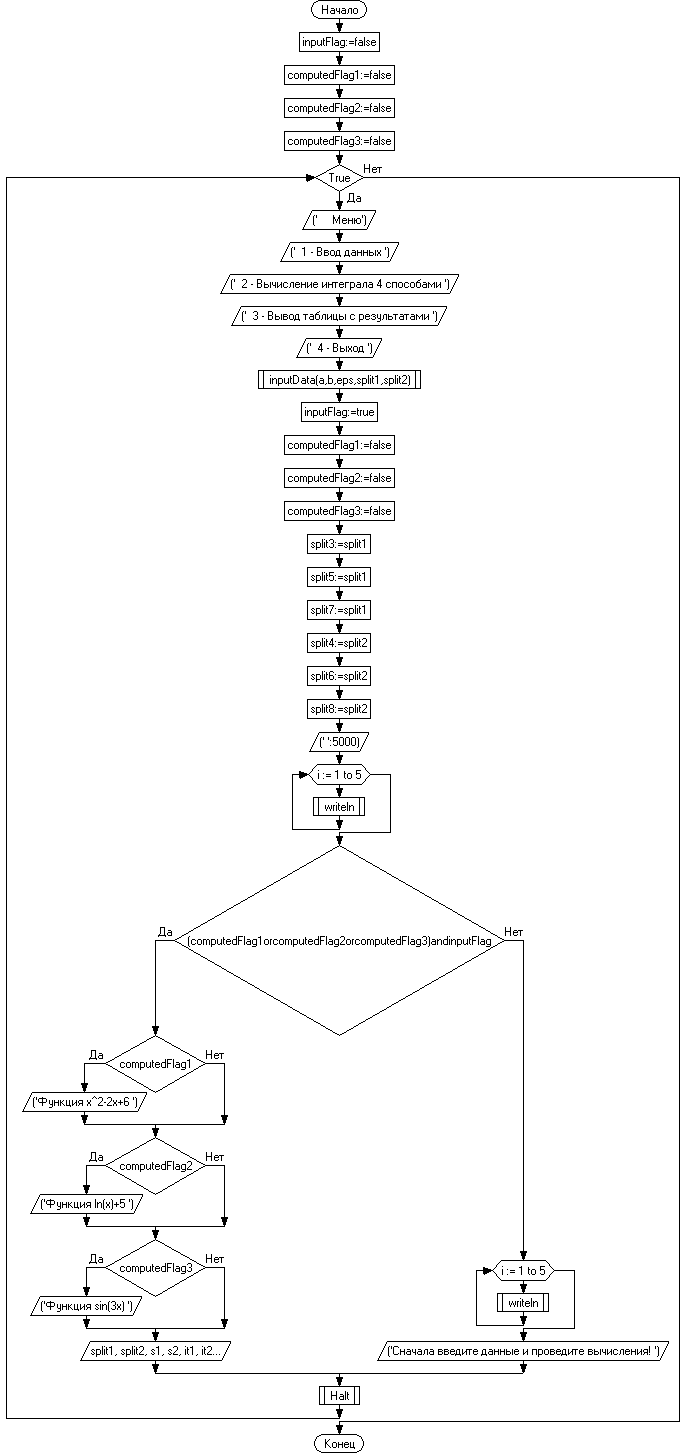 Начало
inputFlag:=false
computedFlag1:=false
computedFlag2:=false
computedFlag3:=false
True
Нет
Да
('     Меню')
('  1 - Ввод данных ')
('  2 - Вычисление интеграла 4 способами ')
('  3 - Вывод таблицы с результатами ')
('  4 - Выход ')
inputData(a,b,eps,split1,split2)
inputFlag:=true
computedFlag1:=false
computedFlag2:=false
computedFlag3:=false
split3:=split1
split5:=split1
split7:=split1
split4:=split2
split6:=split2
split8:=split2
(' ':5000)
i := 1 to 5
writeln
Да
(computedFlag1orcomputedFlag2orcomputedFlag3)andinputFlag
Нет
Да
computedFlag1
Нет
('Функция x^2-2x+6 ')
Да
computedFlag2
Нет
('Функция ln(x)+5 ')
Да
computedFlag3
Нет
('Функция sin(3x) ')
split1, split2, s1, s2, it1, it2...
i := 1 to 5
writeln
('Сначала введите данные и проведите вычисления! ')
Halt
Конец